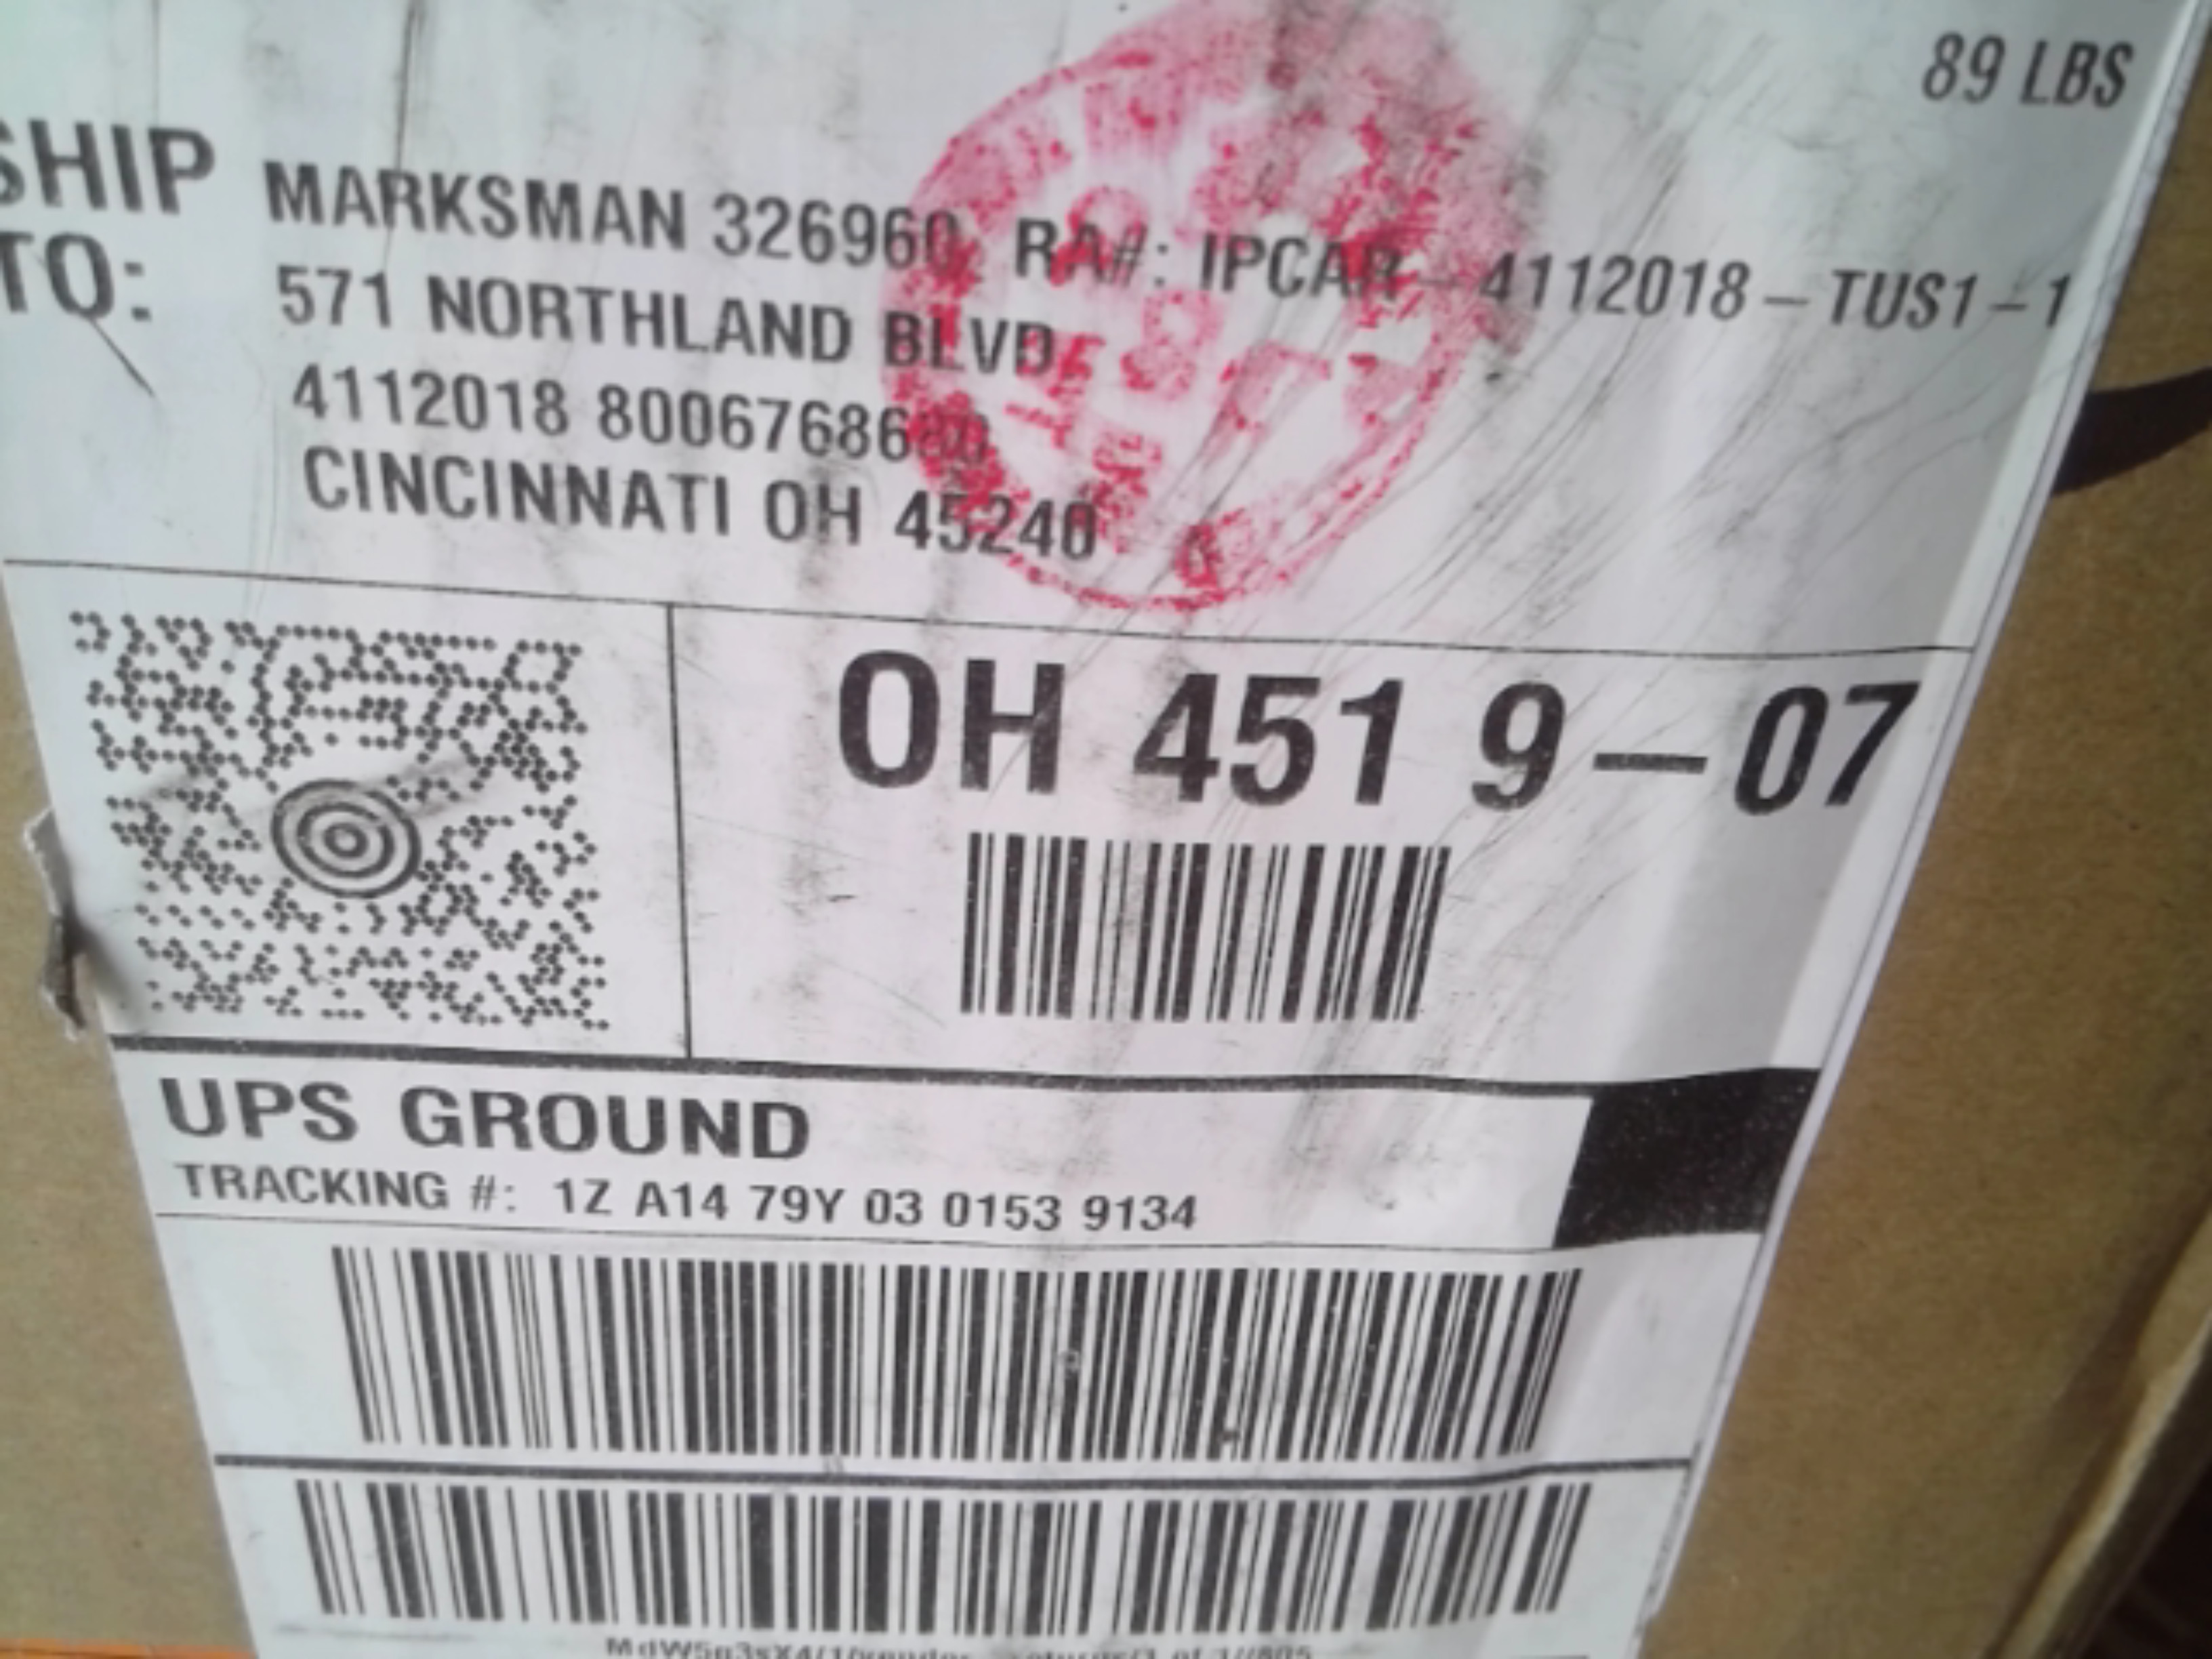 89 LBS
SHIP
TO:
MARKSMAN 326960 RA#: IPCAR-4112018-TUS1-1
571 NORTHLAND BLVD
4112018 8006768680
CINCINNATI OH 45240
OH 451 9-07
UPS GROUND
TRACKING #: 1Z A14 79Y 03 0153 9134